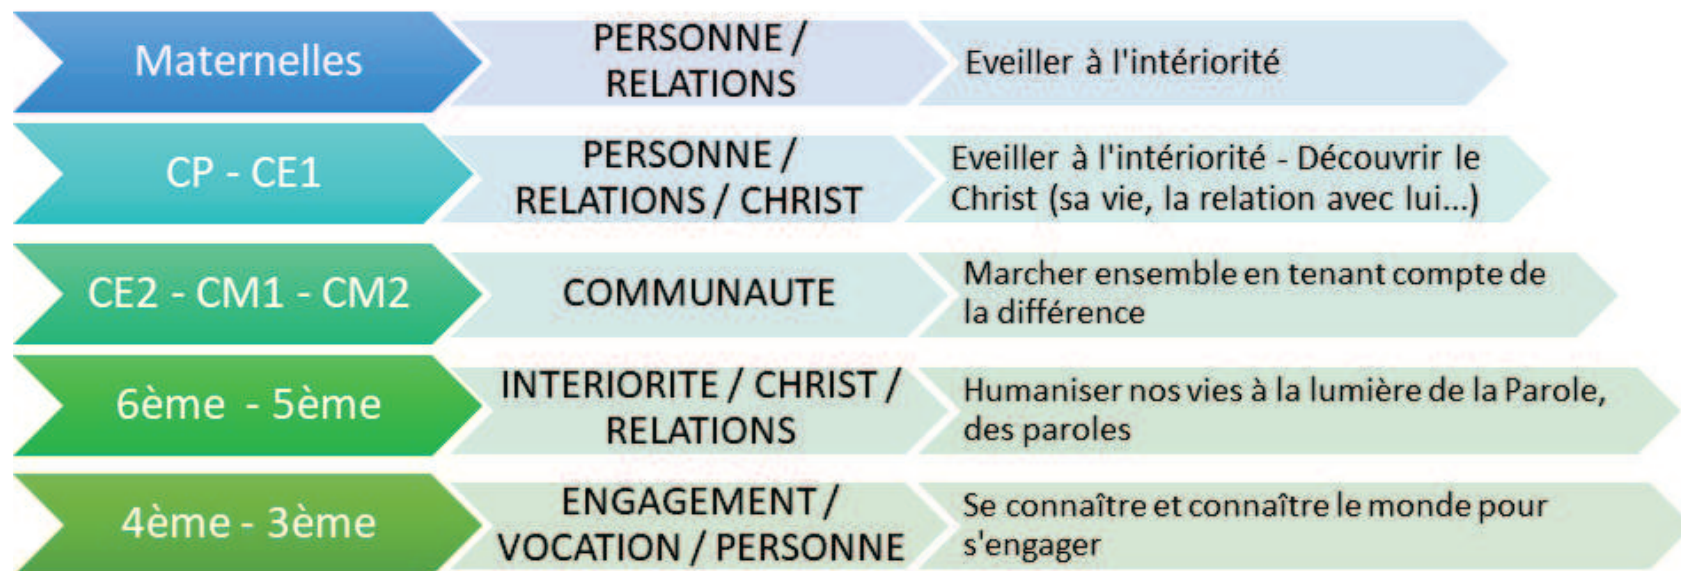 Maternelles
PERSONNE /
RELATIONS
Eveiller à l'intériorité
CP - CE1
PERSONNE /
RELATIONS / CHRIST
Eveiller à l'intériorité - Découvrir le
Christ (sa vie, la relation avec lui...)
CE2 - CM1 - CM2
COMMUNAUTE
Marcher ensemble en tenant compte de
la différence
6ème - 5ème
INTERIORITE / CHRIST /
RELATIONS
Humaniser nos vies à la lumière de la Parole,
des paroles
4ème - 3ème
ENGAGEMENT /
VOCATION / PERSONNE
Se connaître et connaître le monde pour
s'engager